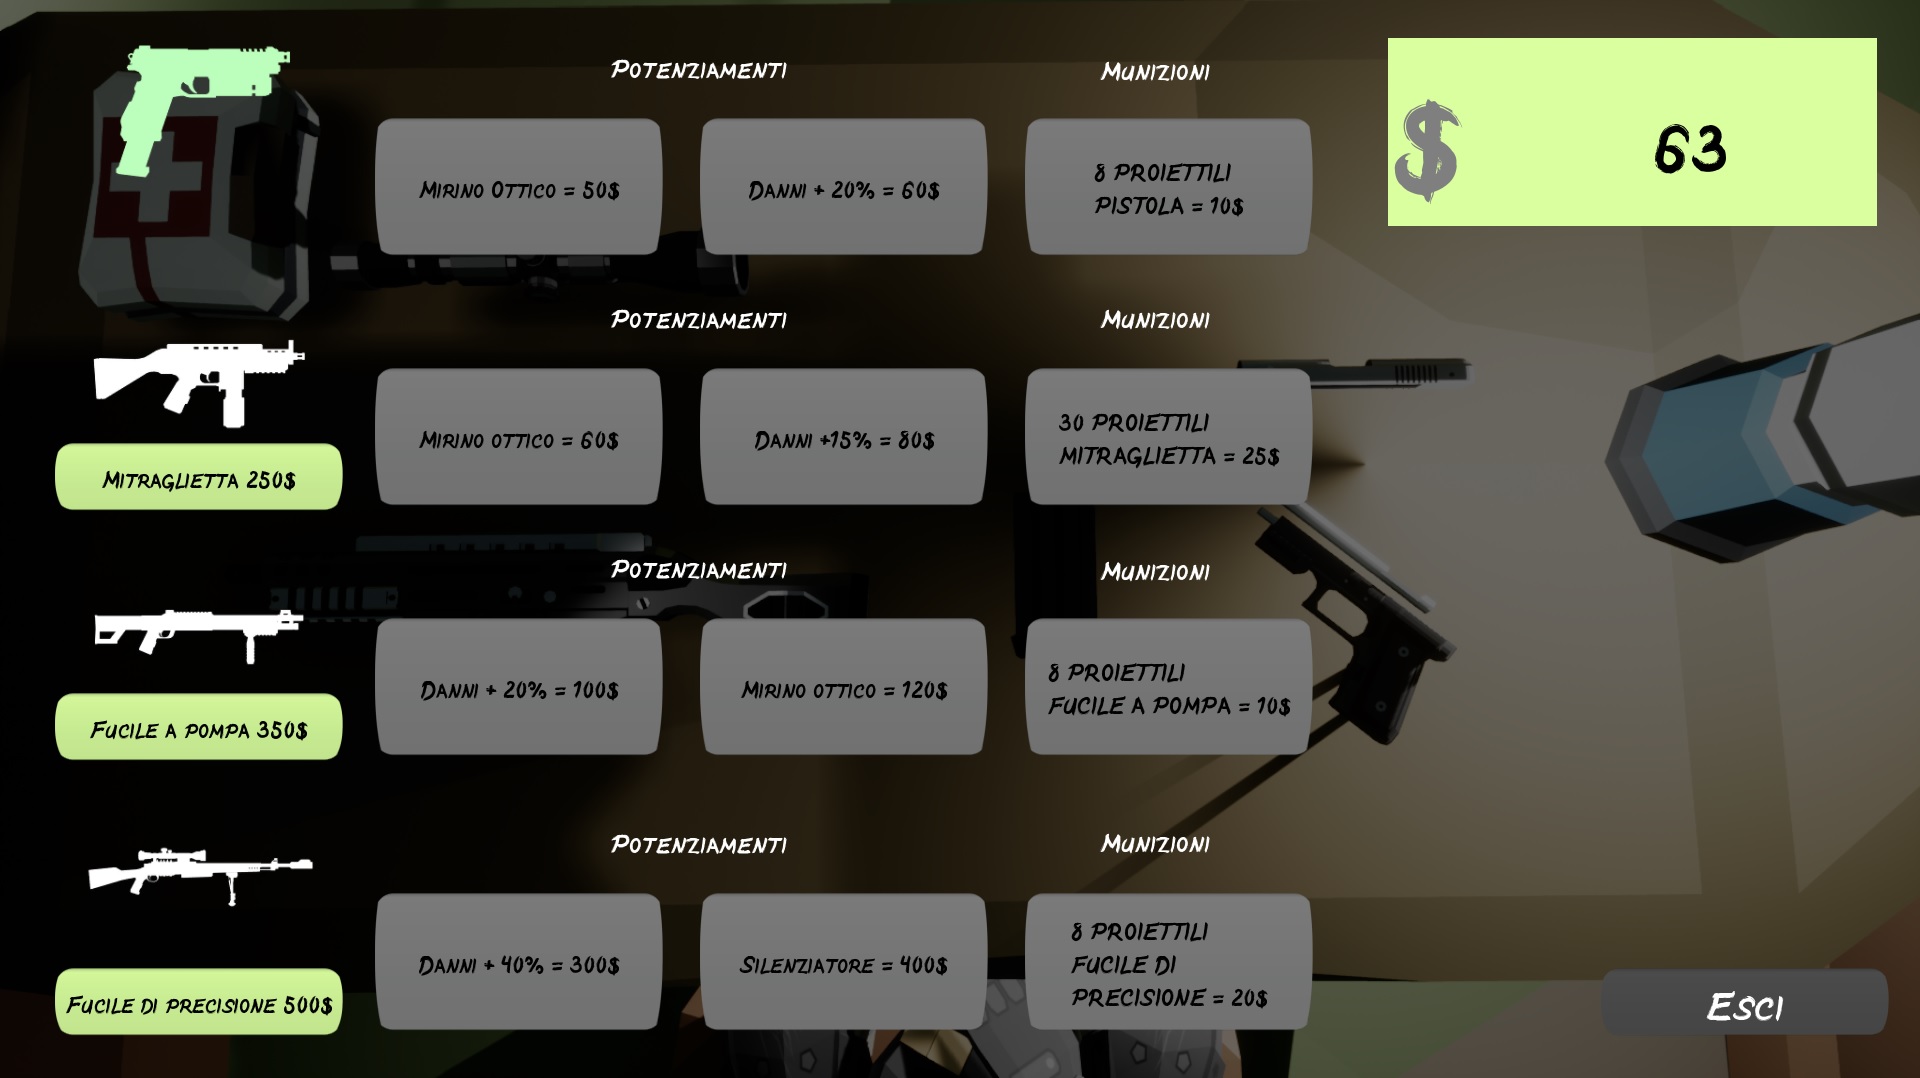 Potenziamenti
Munizioni
$ 63
Mirino Ottico = 50$
Danni + 20% = 60$
8 PROIETTILI
PISTOLA = 10$
Potenziamenti
Munizioni
Mitraglietta 250$
Mirino ottico = 60$
Danni +15% = 80$
30 PROIETTILI
MITRAGLIETTA = 25$
Potenziamenti
Munizioni
Fucile a pompa 350$
Danni + 20% = 100$
Mirino ottico = 120$
8 PROIETTILI
FUCILE A POMPA = 10$
Potenziamenti
Munizioni
Fucile di precisione 500$
Danni + 40% = 300$
Silenziatore = 400$
8 PROIETTILI
FUCILE DI
PRECISIONE = 20$
Esci